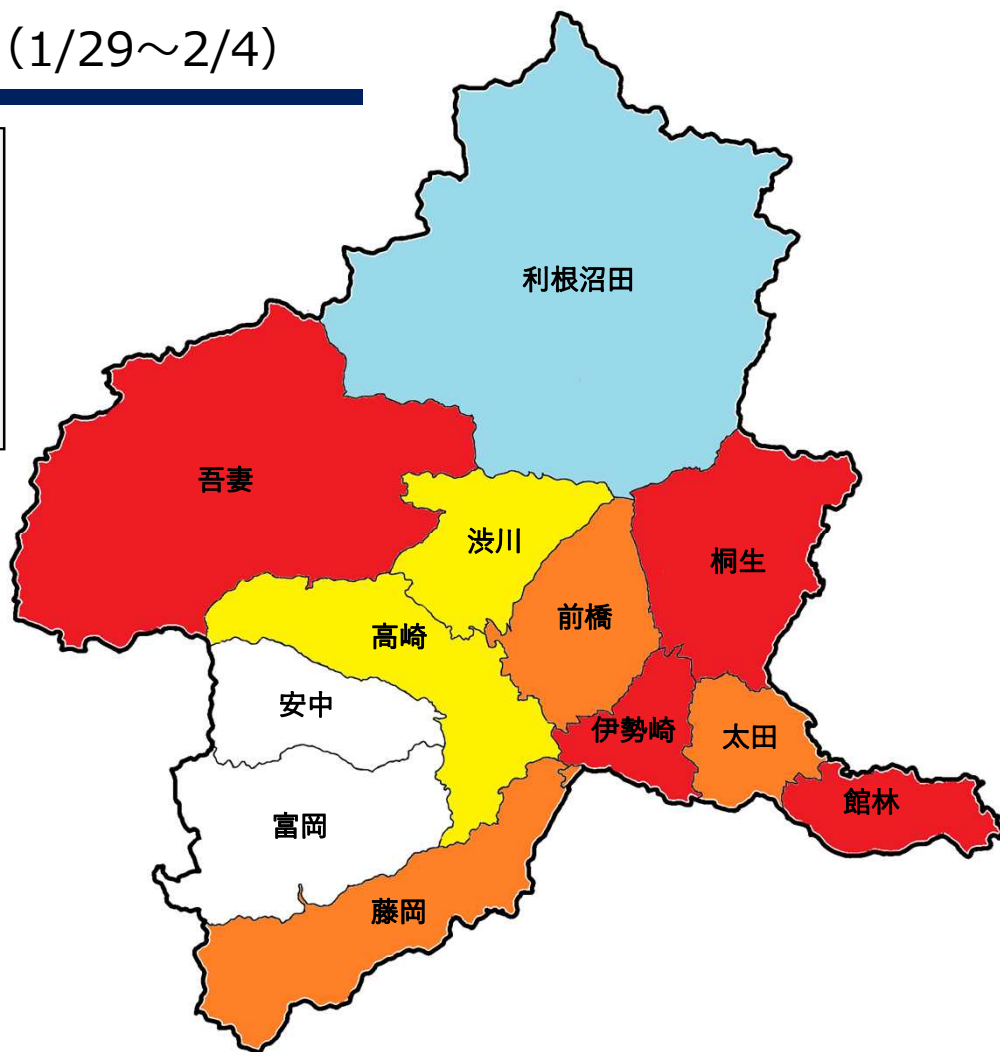 （1/29～2/4）
利根沼田
吾妻
渋川
桐生
前橋
高崎
安中
伊勢崎
太田
館林
富岡
藤岡